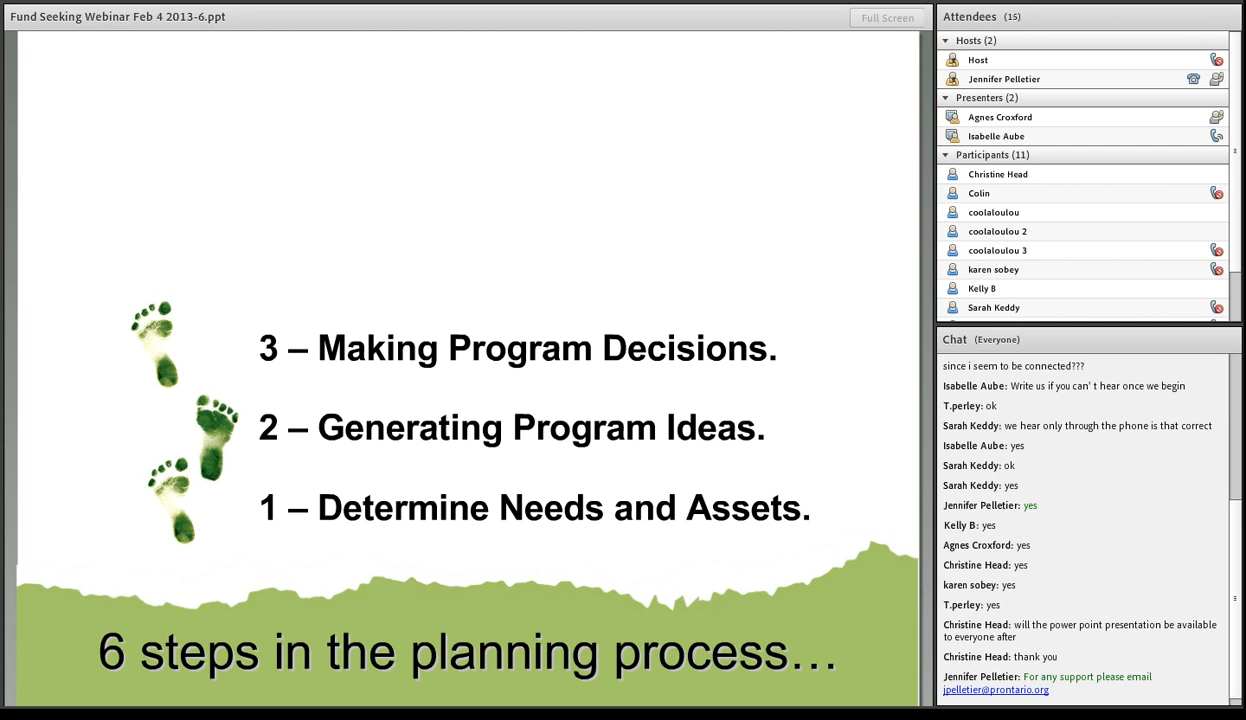 Fund Seeking Webinar Feb 4 2013-6.ppt
Full Screen
3 – Making Program Decisions.
2 – Generating Program Ideas.
1 – Determine Needs and Assets.
6 steps in the planning process…
Attendees (15)
Hosts (2)
Host
Jennifer Pelletier
Presenters (2)
Agnes Croxford
Isabelle Aube
Participants (11)
Christine Head
Colin
coolaloulou
coolaloulou 2
coolaloulou 3
karen sobey
Kelly B
Sarah Keddy
Chat (Everyone)
since i seem to be connected???
Isabelle Aube: Write us if you can' t hear once we begin
T.perley: ok
Sarah Keddy: we hear only through the phone is that correct
Isabelle Aube: yes
Sarah Keddy: ok
Sarah Keddy: yes
Jennifer Pelletier: yes
Kelly B: yes
Agnes Croxford: yes
Christine Head: yes
karen sobey: yes
T.perley: yes
Christine Head: will the power point presentation be available
to everyone after
Christine Head: thank you
Jennifer Pelletier: For any support please email
jpelletier@prontario.org